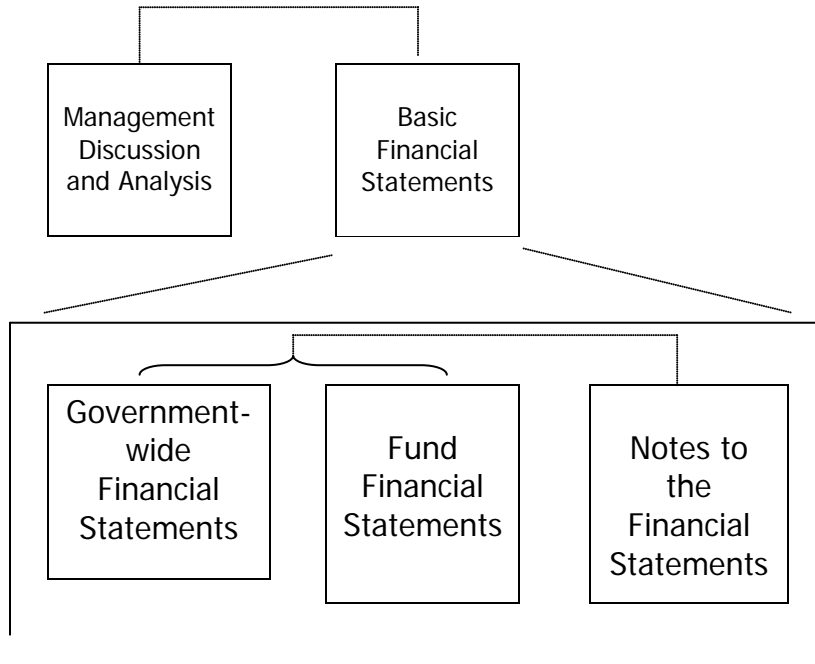 Management
Discussion
and Analysis
Basic
Financial
Statements
Government-
wide
Financial
Statements
Fund
Financial
Statements
Notes to
the
Financial
Statements